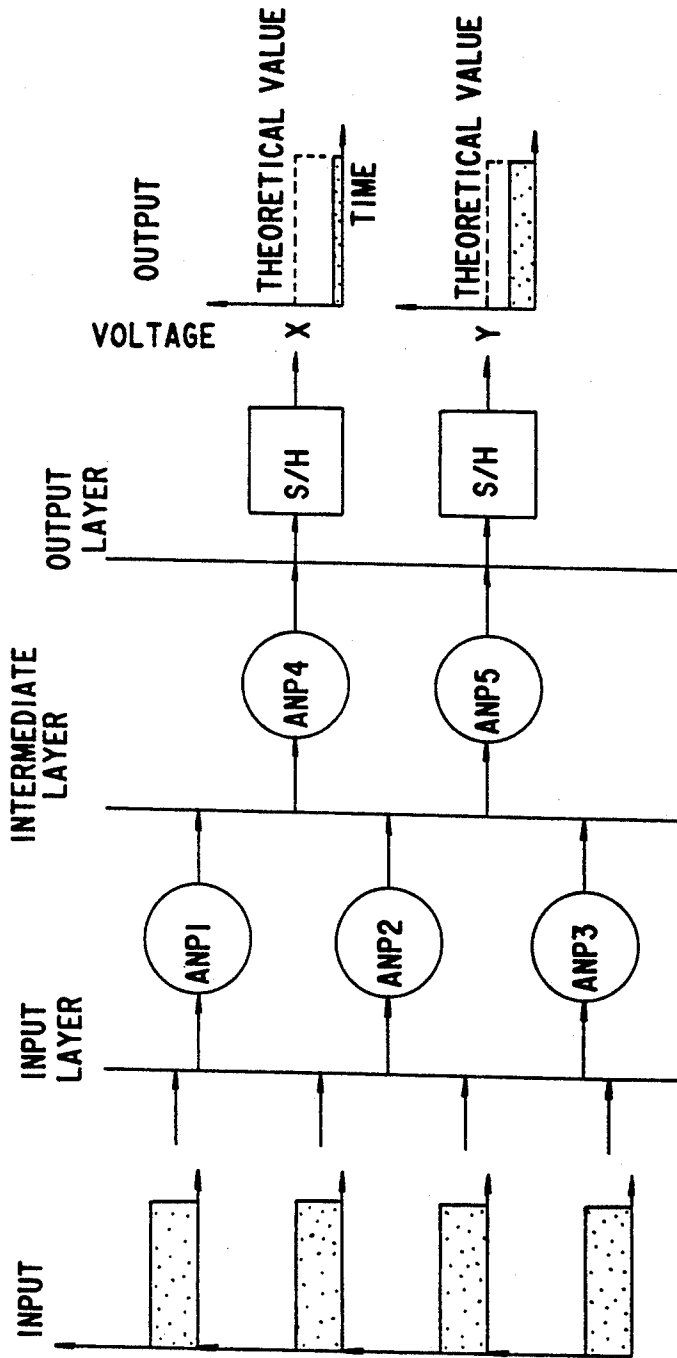 INPUT
INPUT
LAYER
INTERMEDIATE
LAYER
OUTPUT
LAYER
OUTPUT
VOLTAGE
ANP1
ANP2
ANP3
ANP4
ANP5
S/H
S/H
X
THEORETICAL VALUE
TIME
Y
THEORETICAL VALUE